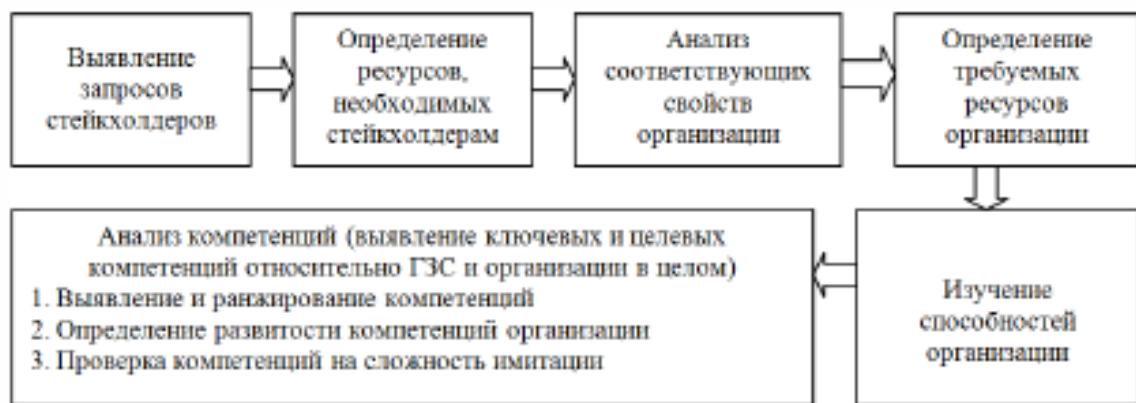 Выявление
запросов
стейкхолдеров
Определение
ресурсов,
необходимых
стейкхолдерам
Анализ
соответствующих
свойств
организации
Определение
требуемых
ресурсов
организации
Анализ компетенций (выявление ключевых и целевых
компетенций относительно ГЗС и организации в целом)
1. Выявление и ранжирование компетенций
2. Определение развитости компетенций организации
3. Проверка компетенций на сложность имитации
Изучение
способностей
организации